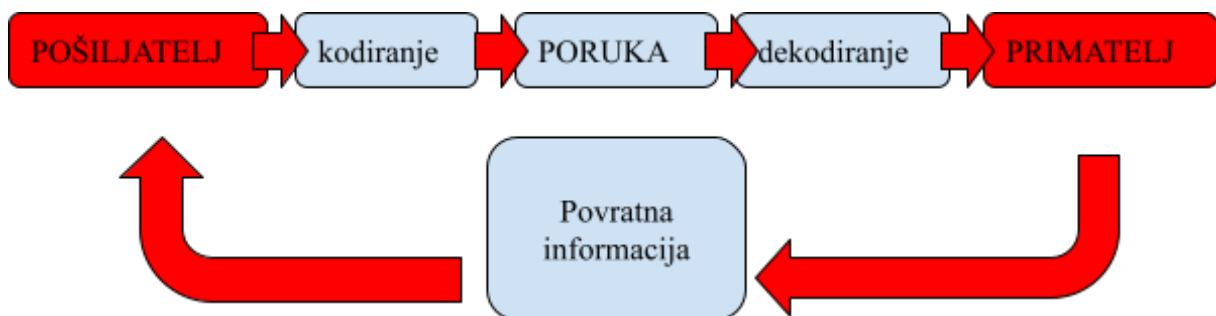 POŠILJATELJ
kodiranje
PORUKA
dekodiranje
PRIMATELJ
Povratna
informacija